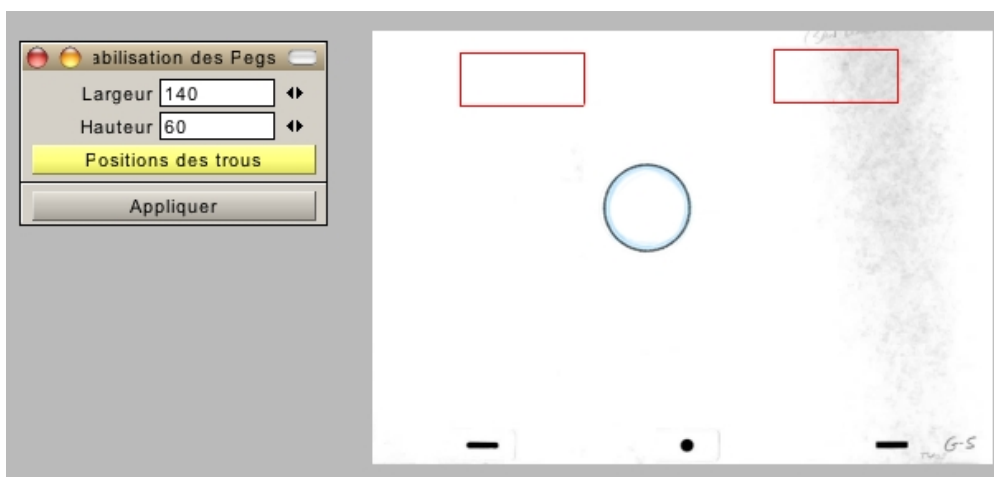 abilisation des Pegs
Largeur 140
Hauteur 60
Positions des trous
Appliquer
G-5